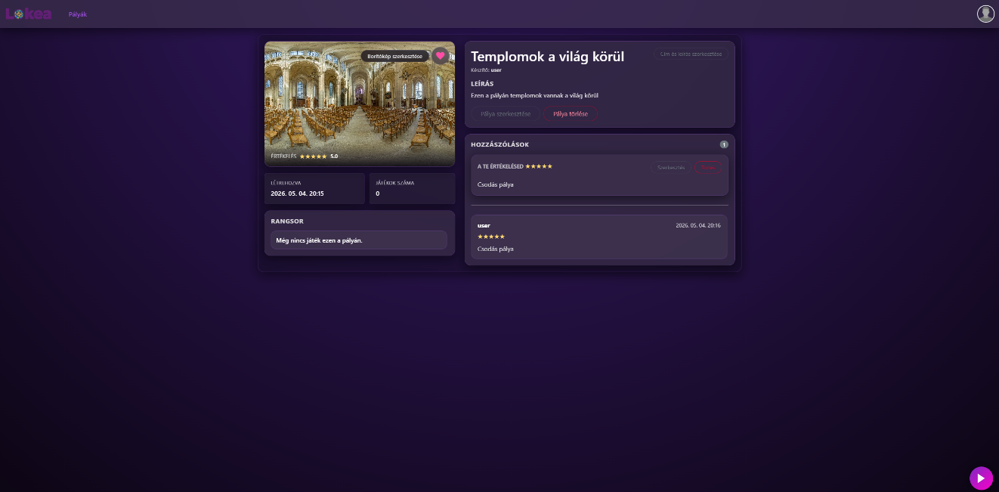 Lokea
Pályák
Borítókép szerkesztése
ÉRTÉKELÉS ★★★★★ 5.0
LÉTREHOZVA
2026. 05. 04. 20:15
JÁTÉKOK SZÁMA
0
RANGSOR
Még nincs játék ezen a pályán.
Templomok a világ körül
Cím és leírás szerkesztése
Készítő: user
LEÍRÁS
Ezen a pályán templomok vannak a világ körül
Pálya szerkesztése
Pálya törlése
HOZZÁSZÓLÁSOK
1
A TE ÉRTÉKELÉSED ★★★★★
Szerkesztés
Törlés
Csodás pálya
user
2026. 05. 04. 20:16
★★★★★
Csodás pálya